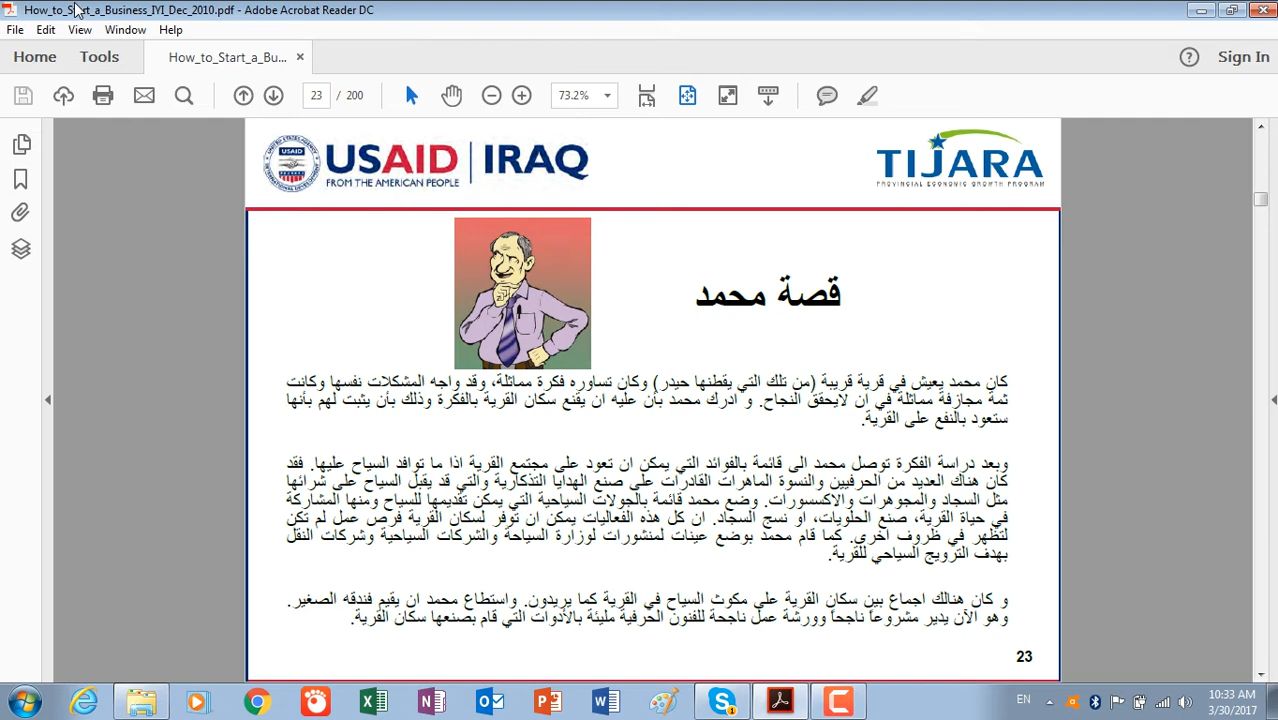 How_to_Start_a_Business_IYI_Dec_2010.pdf - Adobe Acrobat Reader DC
File Edit View Window Help
Home Tools How_to_Start_a_Bu... × Sign In
23 / 200 73.2%
USAID IRAQ
FROM THE AMERICAN PEOPLE
TIJARA
PROVINCIAL ECONOMIC GROWTH PROGRAM
قصة محمد
كان محمد يعيش في قرية قريبة (من تلك التي يقطنها حيدر) وكان تساوره فكرة مماثلة، وقد واجه المشكلات نفسها وكانت
ثمة مجازفة مماثلة في ان لايحقق النجاح. و ادرك محمد بأن عليه ان يقنع سكان القرية بالفكرة وذلك بأن يثبت لهم بأنها
ستعود بالنفع على القرية.
وبعد دراسة الفكرة توصل محمد الى قائمة بالفوائد التي يمكن ان تعود على مجتمع القرية اذا ما توافد السياح عليها. فقد
كان هناك العديد من الحرفيين والنسوة الماهرات القادرات على صنع الهدايا التذكارية والتي قد يقبل السياح على شرائها
مثل السجاد والمجوهرات والاكسسورات. وضع محمد قائمة بالجولات السياحية التي يمكن تقديمها للسياح ومنها المشاركة
في حياة القرية، صنع الحلويات، او نسج السجاد. ان كل هذه الفعاليات يمكن ان توفر لسكان القرية فرص عمل لم تكن
لتظهر في ظروف اخرى. كما قام محمد بوضع عينات لمنشورات لوزارة السياحة والشركات السياحية وشركات النقل
بهدف الترويج السياحي للقرية.
و كان هنالك اجماع بين سكان القرية على مكوث السياح في القرية كما يريدون. واستطاع محمد ان يقيم فندقه الصغير.
وهو الآن يدير مشروعاً ناجحاً وورشة عمل ناجحة للفنون الحرفية مليئة بالأدوات التي قام بصنعها سكان القرية.
23
EN
10:33 AM
3/30/2017